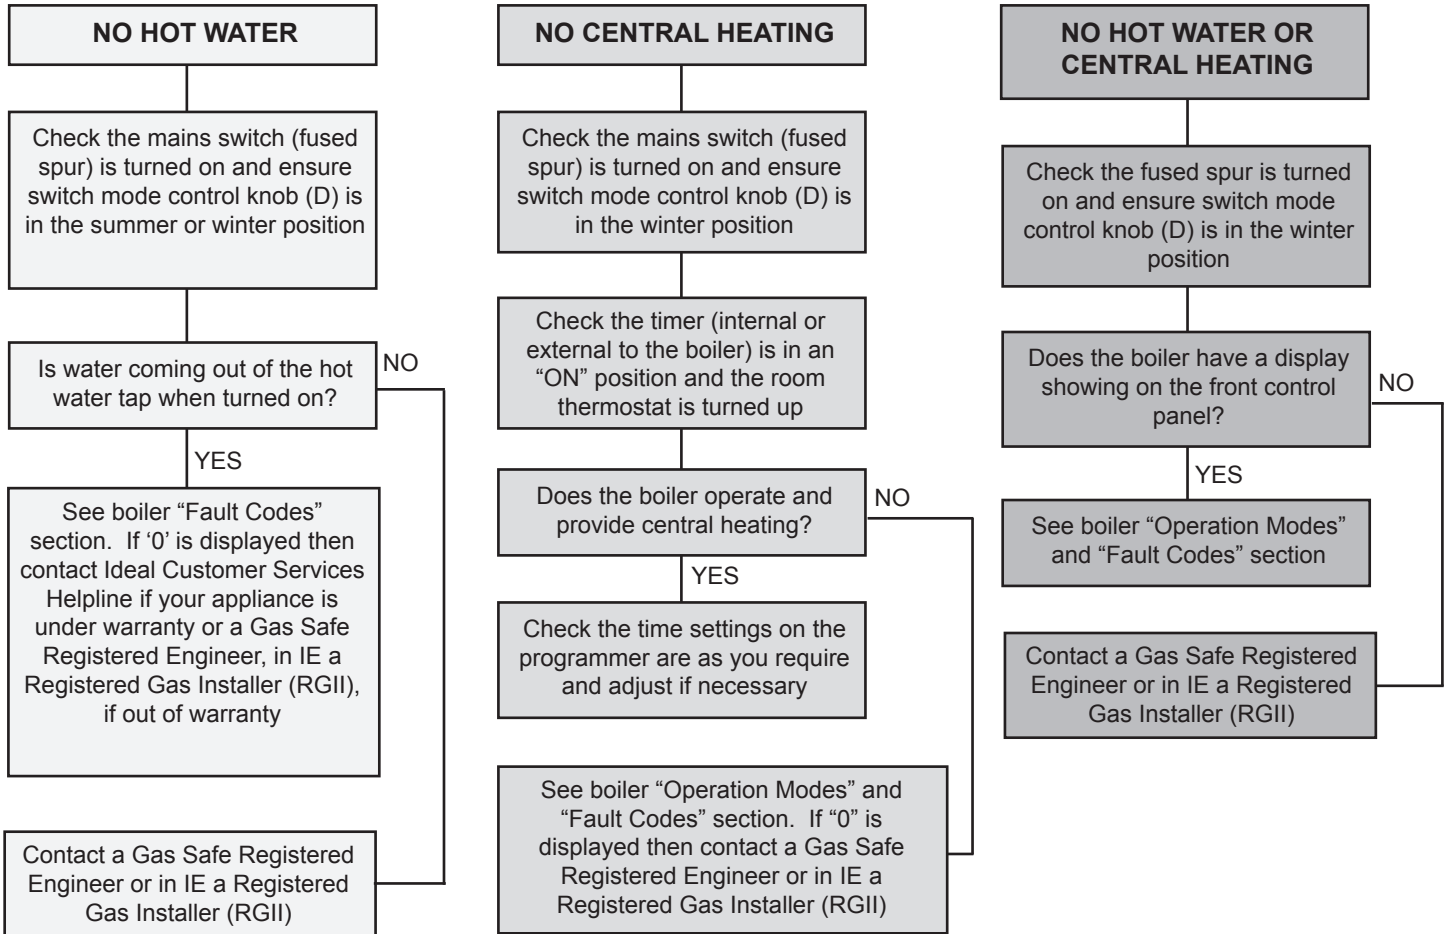 NO HOT WATER
Check the mains switch (fused
spur) is turned on and ensure
switch mode control knob (D) is
in the summer or winter position
Is water coming out of the hot
water tap when turned on?
NO
YES
See boiler “Fault Codes”
section.  If ‘0’ is displayed then
contact Ideal Customer Services
Helpline if your appliance is
under warranty or a Gas Safe
Registered Engineer, in IE a
Registered Gas Installer (RGII),
if out of warranty
Contact a Gas Safe Registered
Engineer or in IE a Registered
Gas Installer (RGII)
NO CENTRAL HEATING
Check the mains switch (fused
spur) is turned on and ensure
switch mode control knob (D) is
in the winter position
Check the timer (internal or
external to the boiler) is in an
“ON” position and the room
thermostat is turned up
Does the boiler operate and
provide central heating?
NO
YES
Check the time settings on the
programmer are as you require
and adjust if necessary
See boiler “Operation Modes” and
“Fault Codes” section.  If “0” is
displayed then contact a Gas Safe
Registered Engineer or in IE a
Registered Gas Installer (RGII)
NO HOT WATER OR
CENTRAL HEATING
Check the fused spur is turned
on and ensure switch mode
control knob (D) is in the winter
position
Does the boiler have a display
showing on the front control
panel?
NO
YES
See boiler “Operation Modes”
and “Fault Codes” section
Contact a Gas Safe Registered
Engineer or in IE a Registered
Gas Installer (RGII)